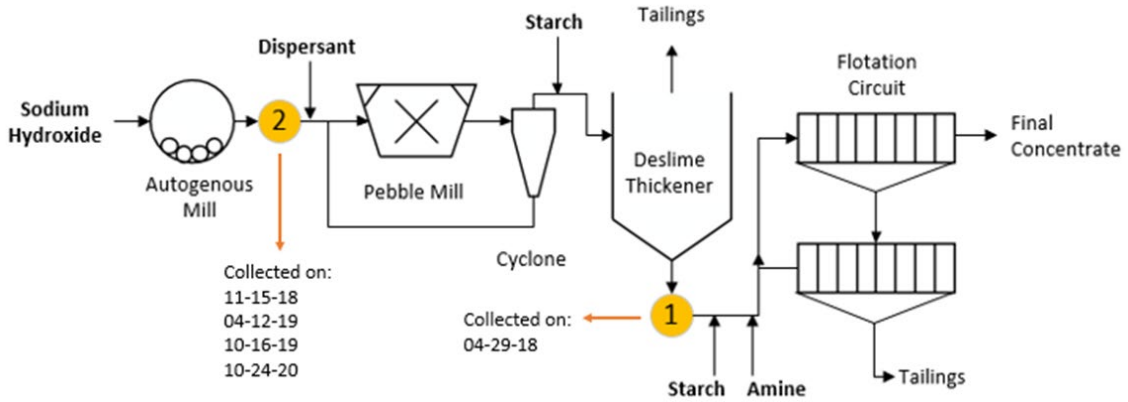 Sodium
Hydroxide
Autogenous
Mill
2
Dispersant
Collected on:
11-15-18
04-12-19
10-16-19
10-24-20
Pebble Mill
Cyclone
Starch
Tailings
Deslime
Thickener
1
Collected on:
04-29-18
Starch
Amine
Flotation
Circuit
Final
Concentrate
Tailings